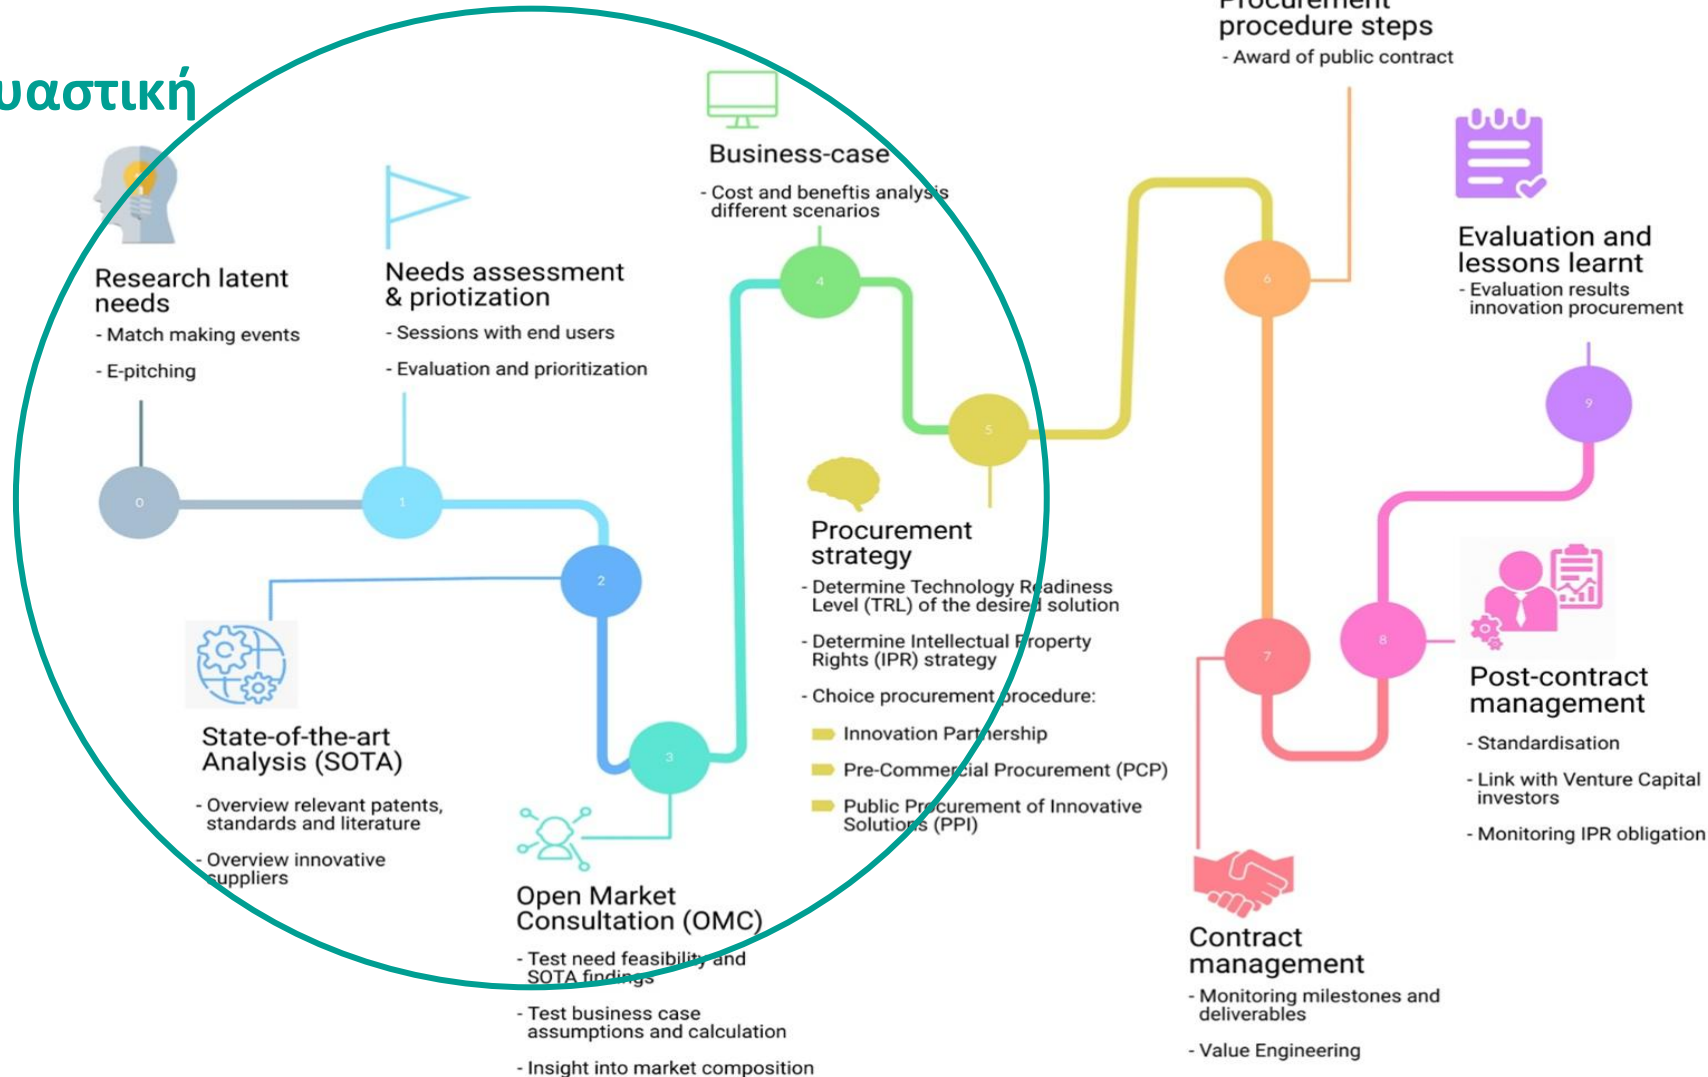 υαστική
Research latent
needs
- Match making events
- E-pitching
0
Needs assessment
& priotization
- Sessions with end users
- Evaluation and prioritization
1
2
State-of-the-art
Analysis (SOTA)
- Overview relevant patents,
standards and literature
- Overview innovative
suppliers
3
Open Market
Consultation (OMC)
- Test need feasibility and
SOTA findings
- Test business case
assumptions and calculation
- Insight into market composition
Business-case
- Cost and beneftis analysis
different scenarios
4
5
Procurement
strategy
- Determine Technology Readiness
Level (TRL) of the desired solution
- Determine Intellectual Property
Rights (IPR) strategy
- Choice procurement procedure:
Innovation Partnership
Pre-Commercial Procurement (PCP)
Public Procurement of Innovative
Solutions (PPI)
Procurement
procedure steps
- Award of public contract
6
7
Contract
management
- Monitoring milestones and
deliverables
- Value Engineering
8
Post-contract
management
- Standardisation
- Link with Venture Capital
investors
- Monitoring IPR obligation
Evaluation and
lessons learnt
- Evaluation results
innovation procurement
9